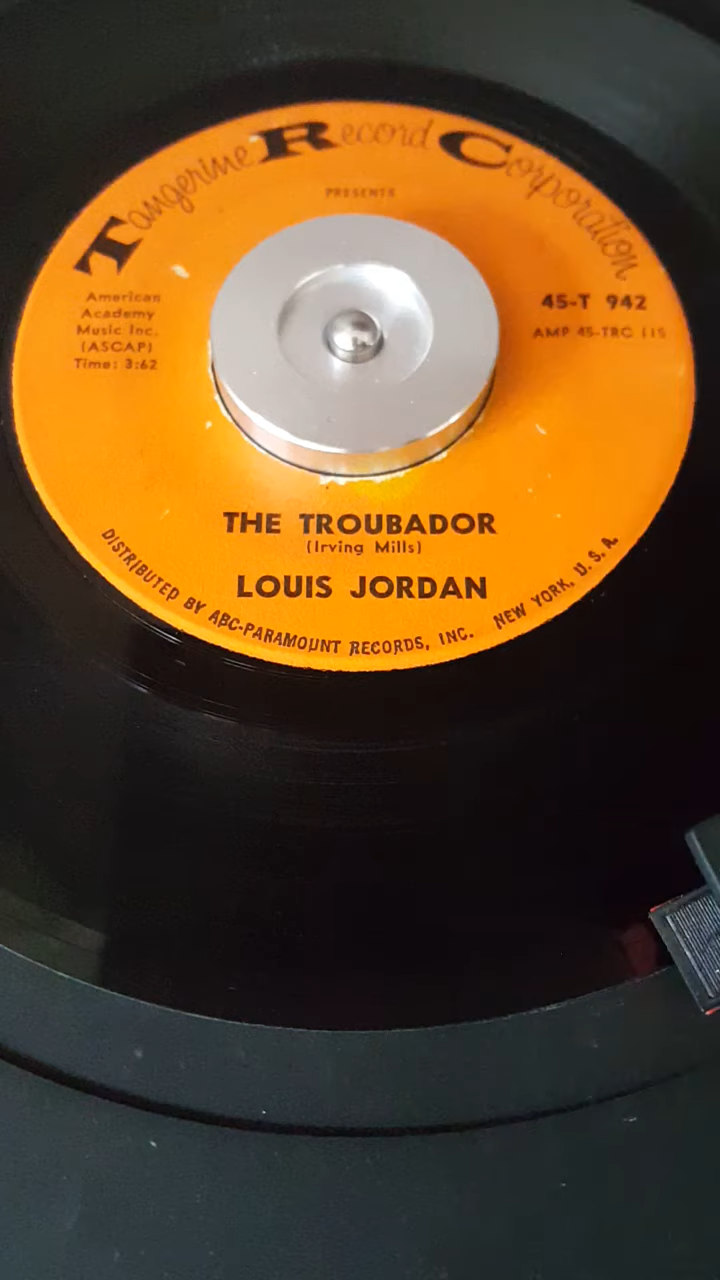 Tangerine Record Corporation
PRESENTS
American
Academy
Music Inc.
(ASCAP)
Time: 3:62
45-T 942
AMP 45-TRC 115
THE TROUBADOR
(Irving Mills)
LOUIS JORDAN
DISTRIBUTED BY ABC-PARAMOUNT RECORDS, INC. NEW YORK, U. S. A.